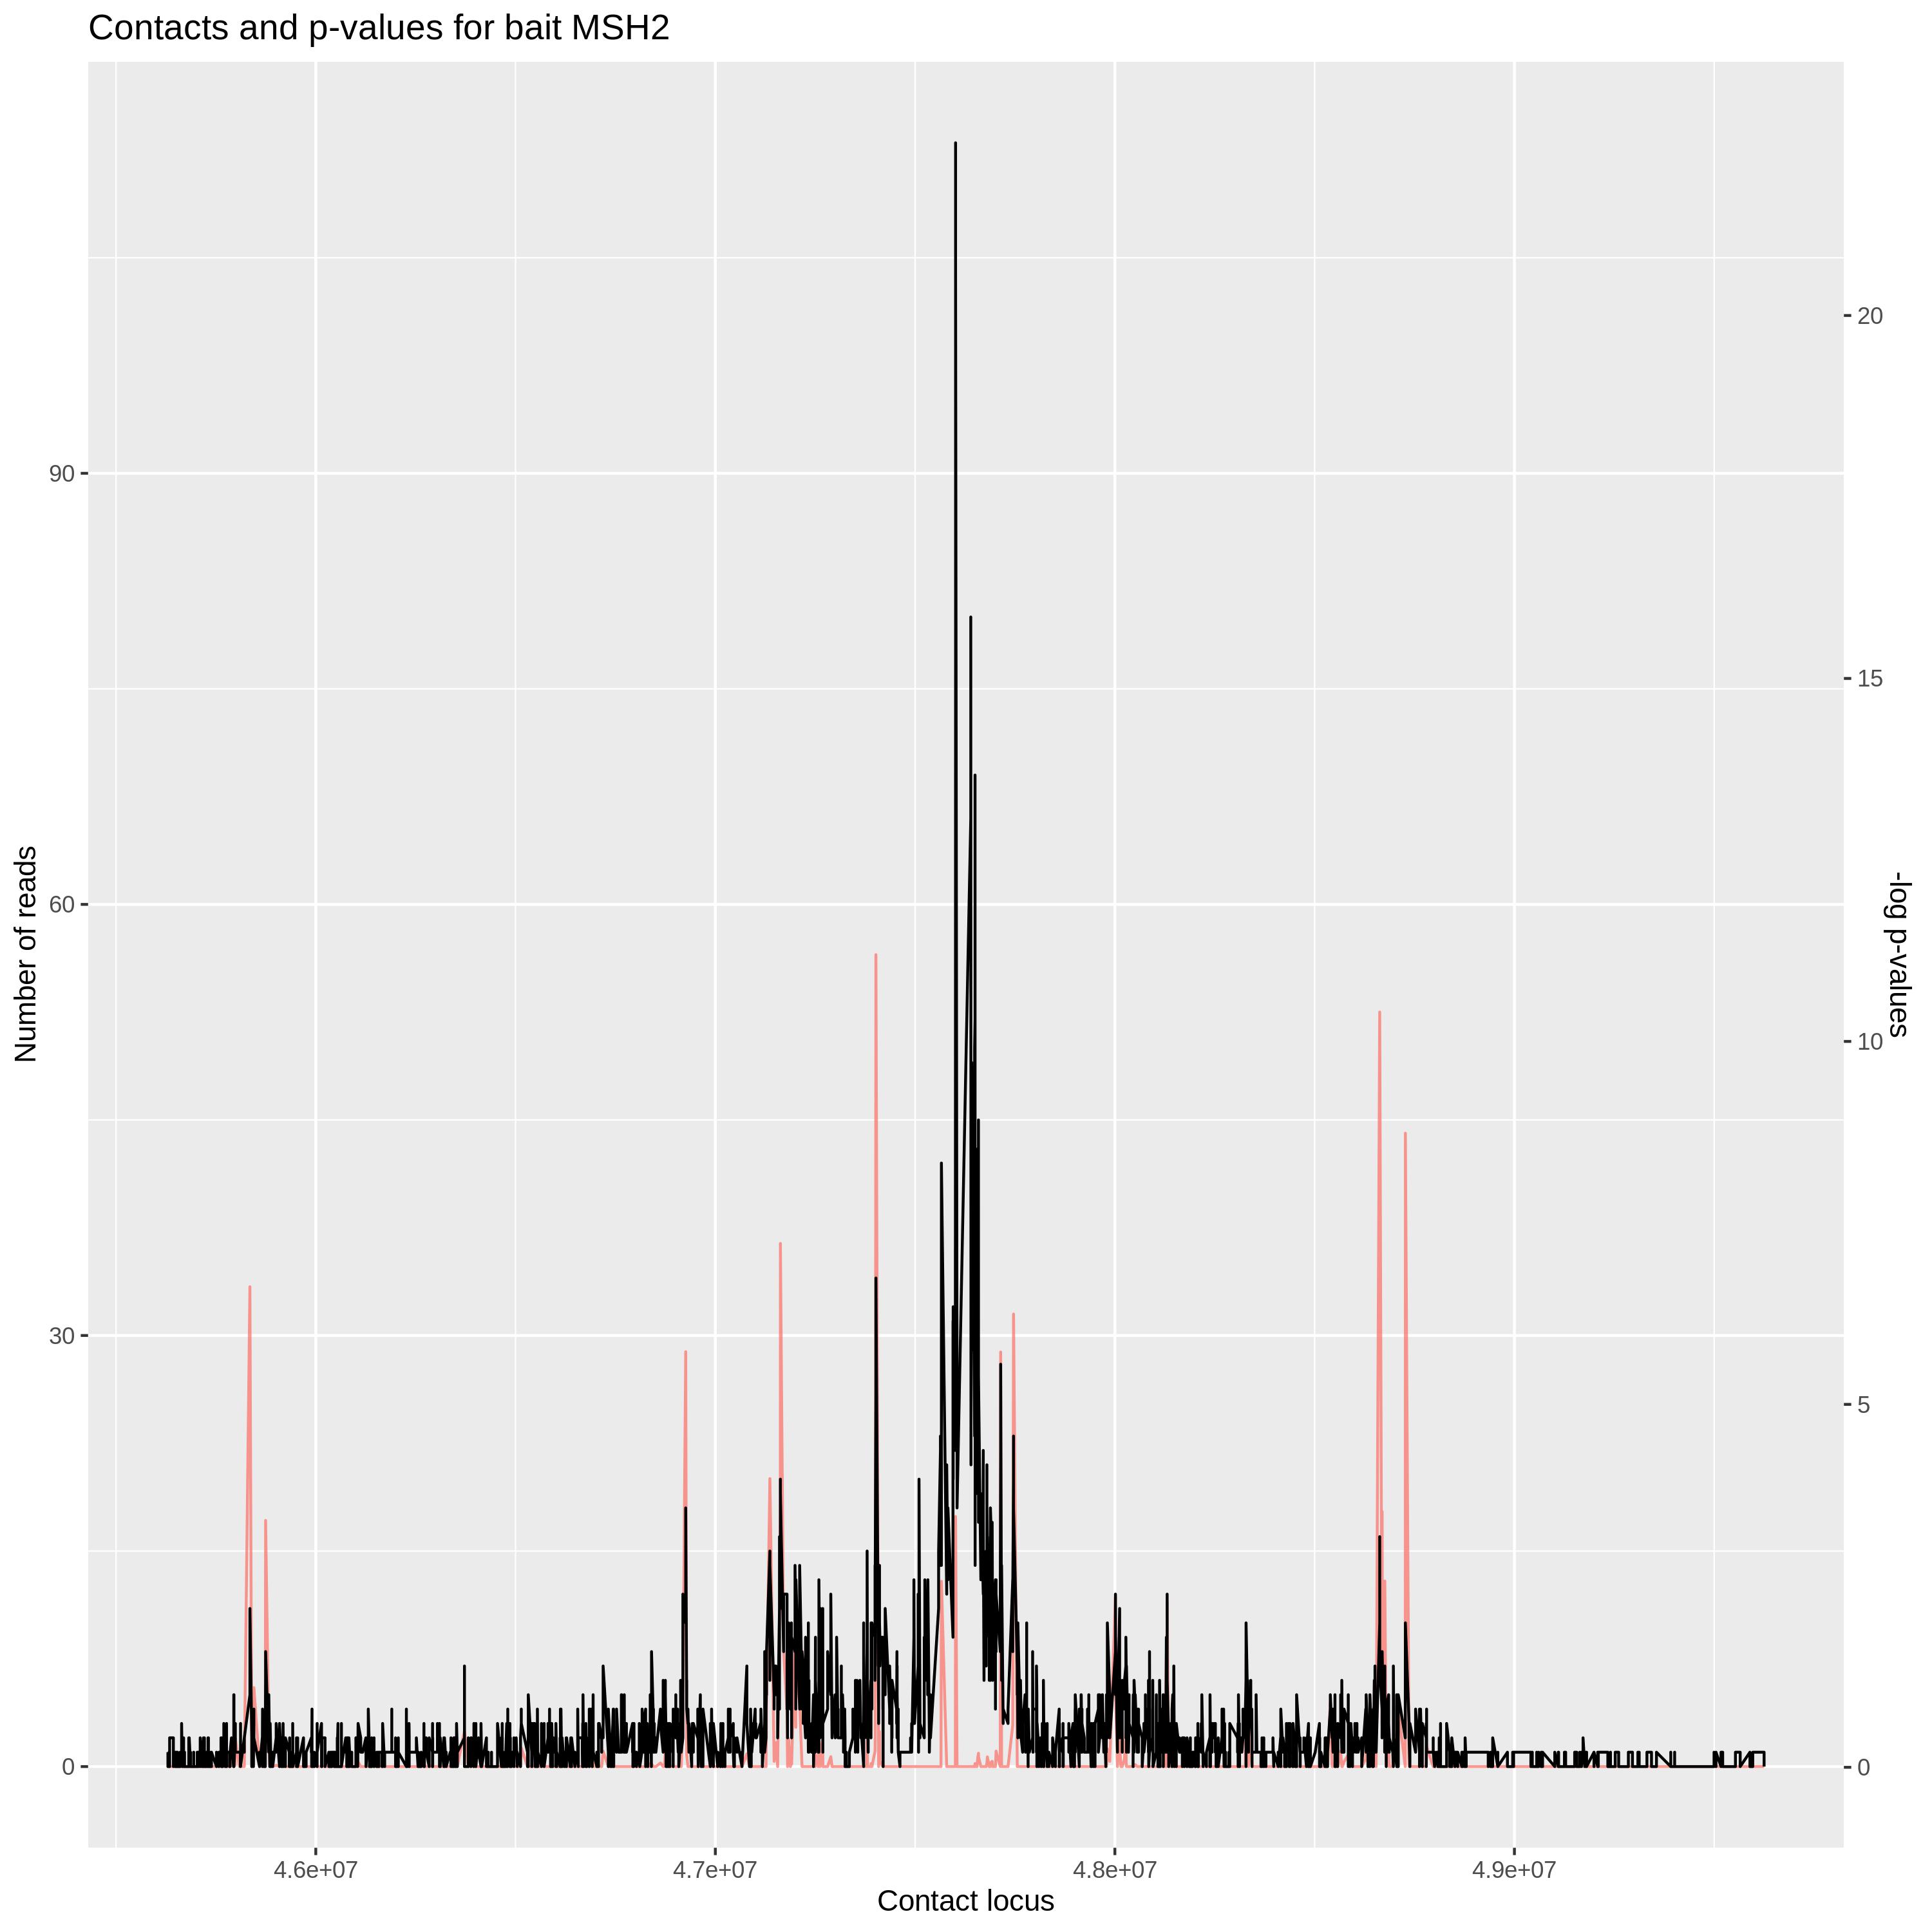 Contacts and p-values for bait MSH2
Number of reads
90
60
30
0
20
15
10
5
0
-log p-values
4.6e+07
4.7e+07
4.8e+07
4.9e+07
Contact locus